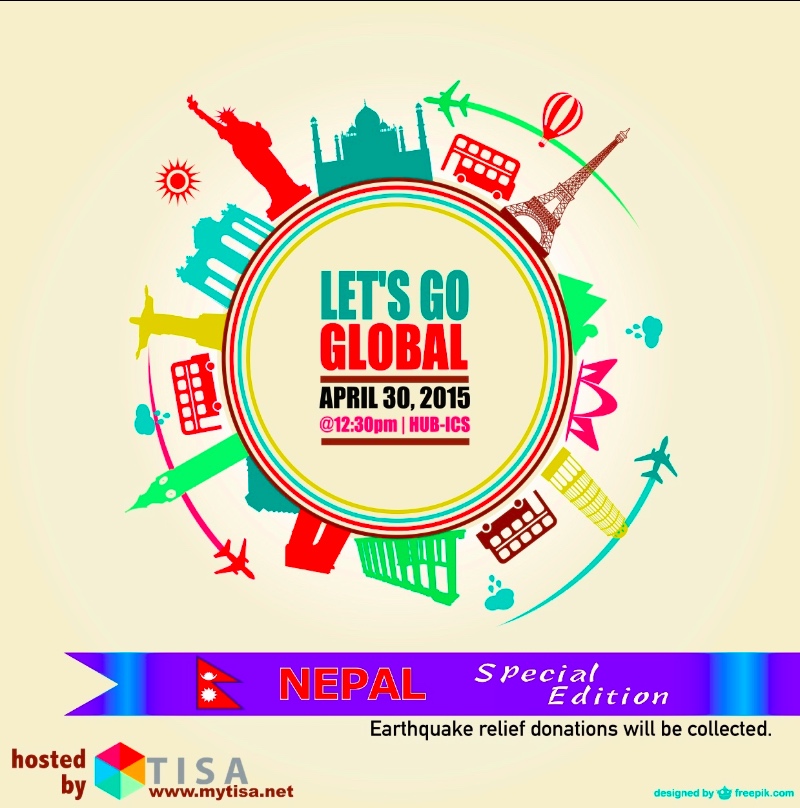 LET'S GO
GLOBAL
APRIL 30, 2015
@12:30pm | HUB-ICS
NEPAL Special
Edition
Earthquake relief donations will be collected.
hosted
by TISA
www.mytisa.net
designed by freepik.com